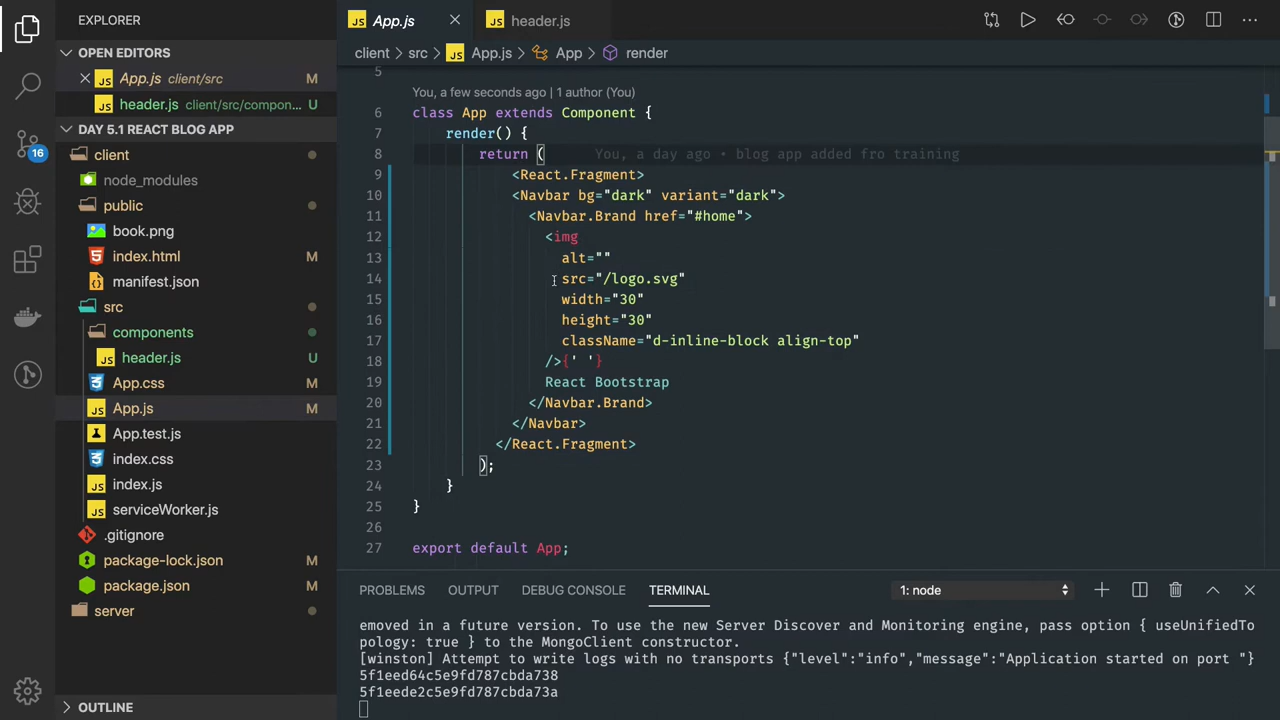 EXPLORER
OPEN EDITORS
App.js client/src M
header.js client/src/compon... U
DAY 5.1 REACT BLOG APP
client
node_modules
public
book.png
index.html M
manifest.json
src
components
header.js U
App.css M
App.js M
App.test.js
index.css
index.js
serviceWorker.js
.gitignore
package-lock.json M
package.json M
server
OUTLINE
16
App.js
header.js
client > src > App.js > App > render
5
You, a few seconds ago | 1 author (You)
6 class App extends Component {
7 render() {
8 return ( You, a day ago • blog app added fro training
9 <React.Fragment>
10 <Navbar bg="dark" variant="dark">
11 <Navbar.Brand href="#home">
12 <img
13 alt=""
14 src="/logo.svg"
15 width="30"
16 height="30"
17 className="d-inline-block align-top"
18 />{' '}
19 React Bootstrap
20 </Navbar.Brand>
21 </Navbar>
22 </React.Fragment>
23 );
24 }
25 }
26
27 export default App;
PROBLEMS OUTPUT DEBUG CONSOLE TERMINAL 1: node
emoved in a future version. To use the new Server Discover and Monitoring engine, pass option { useUnifiedTo
pology: true } to the MongoClient constructor.
[winston] Attempt to write logs with no transports {"level":"info","message":"Application started on port "}
5f1eed64c5e9fd787cbda738
5f1eede2c5e9fd787cbda73a